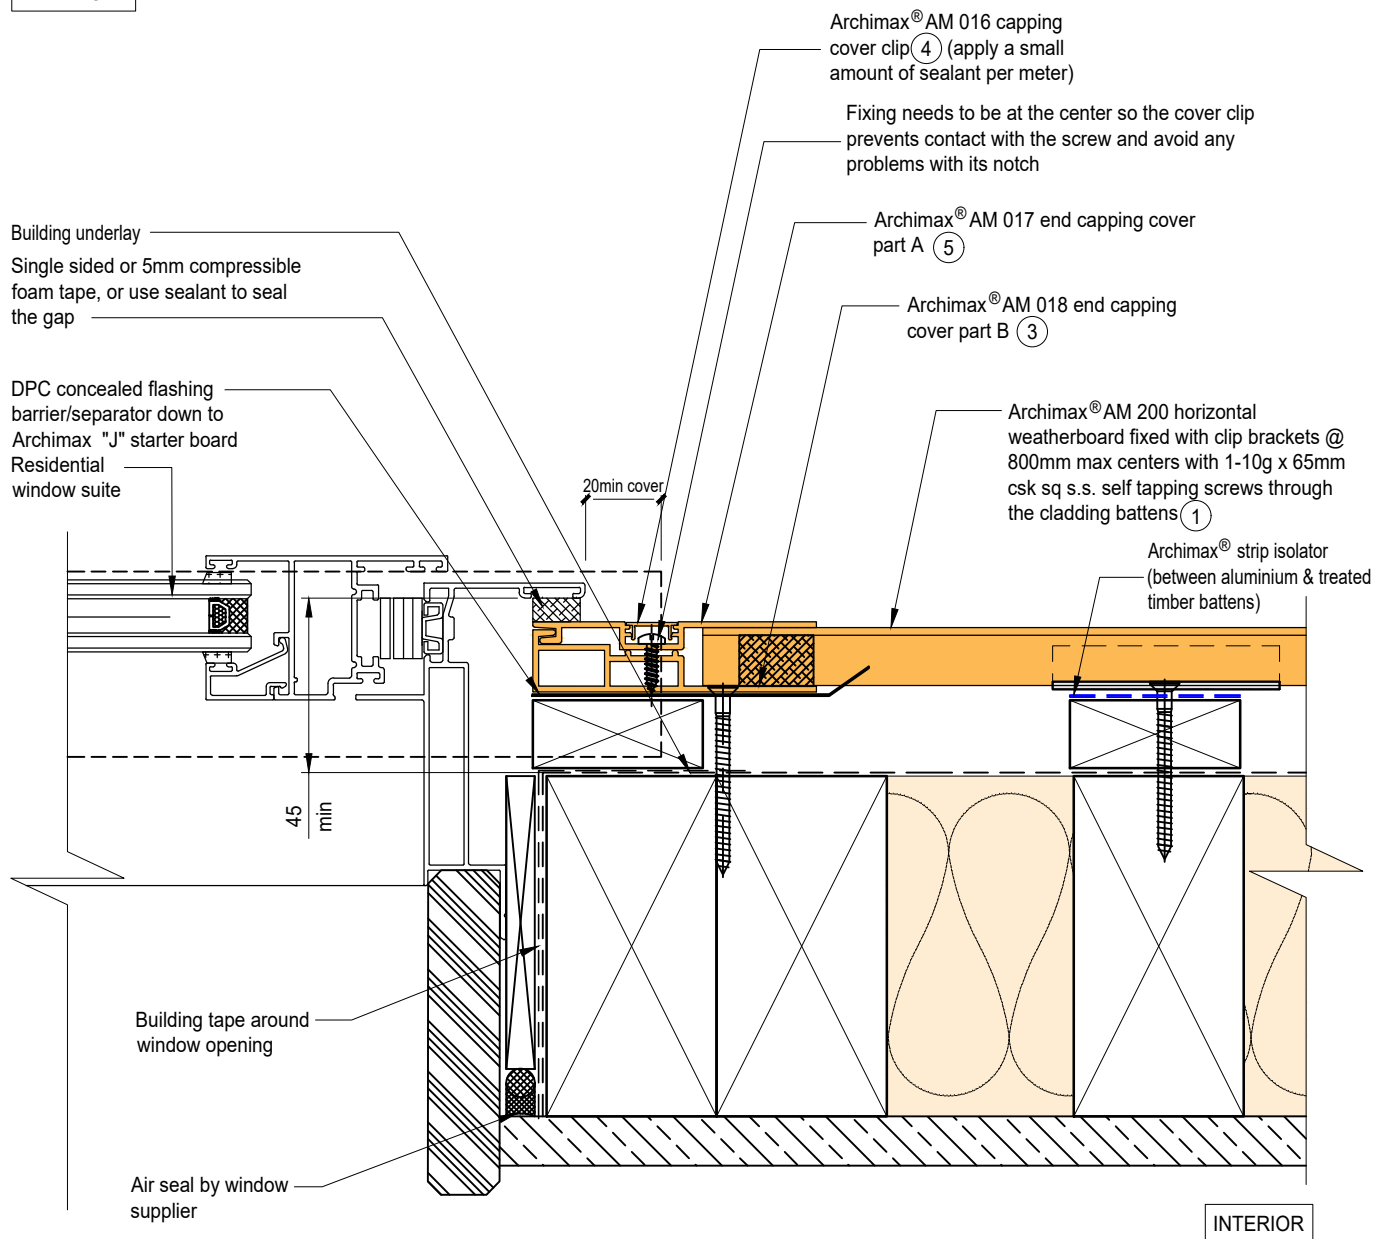 Archimax® AM 016 capping
cover clip 4 (apply a small
amount of sealant per meter)
Fixing needs to be at the center so the cover clip
prevents contact with the screw and avoid any
problems with its notch
Archimax® AM 017 end capping cover
part A 5
Archimax® AM 018 end capping
cover part B 3
Building underlay
Single sided or 5mm compressible
foam tape, or use sealant to seal
the gap
DPC concealed flashing
barrier/separator down to
Archimax "J" starter board
Residential
window suite
20min cover
Archimax® AM 200 horizontal
weatherboard fixed with clip brackets @
800mm max centers with 1-10g x 65mm
csk sq s.s. self tapping screws through
the cladding battens 1
Archimax® strip isolator
(between aluminium & treated
timber battens)
45
min
Building tape around
window opening
Air seal by window
supplier
INTERIOR